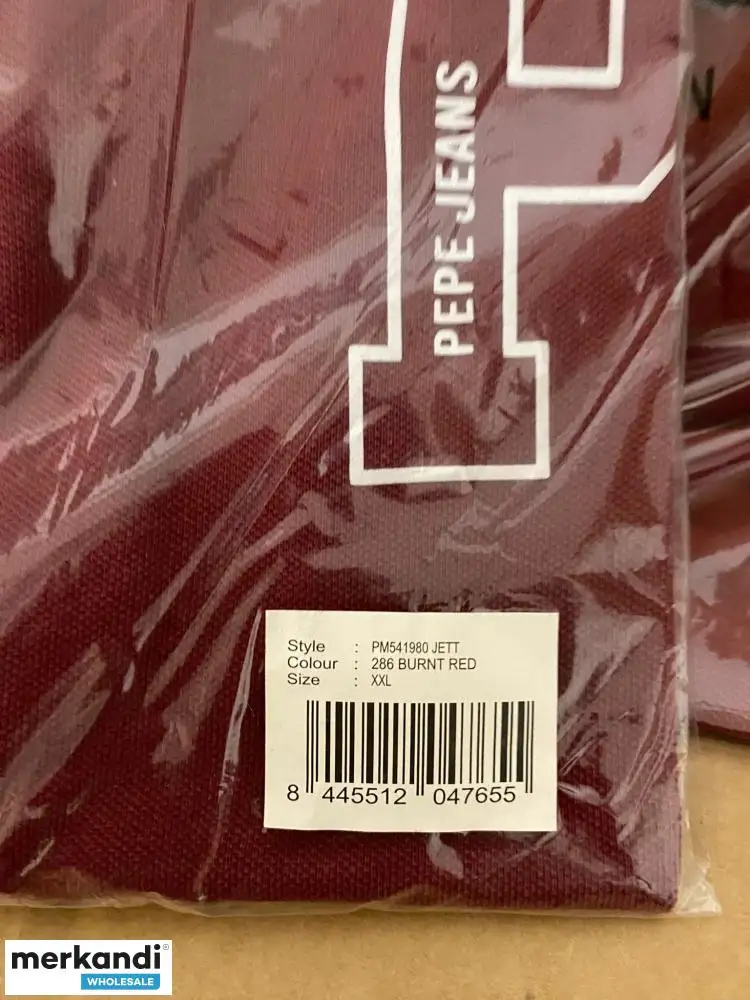 PEPE JEANS
Style : PM541980 JETT
Colour : 286 BURNT RED
Size : XXL
8 445512 047655
merkandi®
WHOLESALE